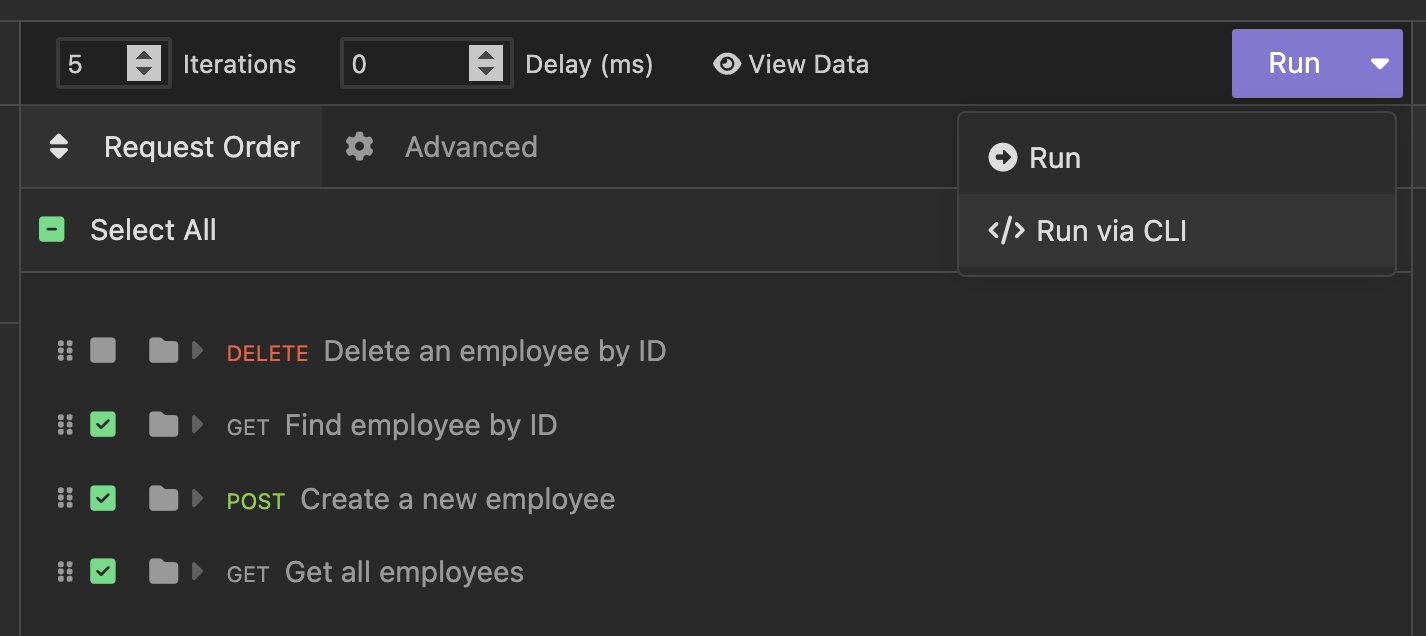 5 Iterations 0 Delay (ms) View Data Run
Request Order Advanced
Run
Select All
Run via CLI
DELETE Delete an employee by ID
GET Find employee by ID
POST Create a new employee
GET Get all employees